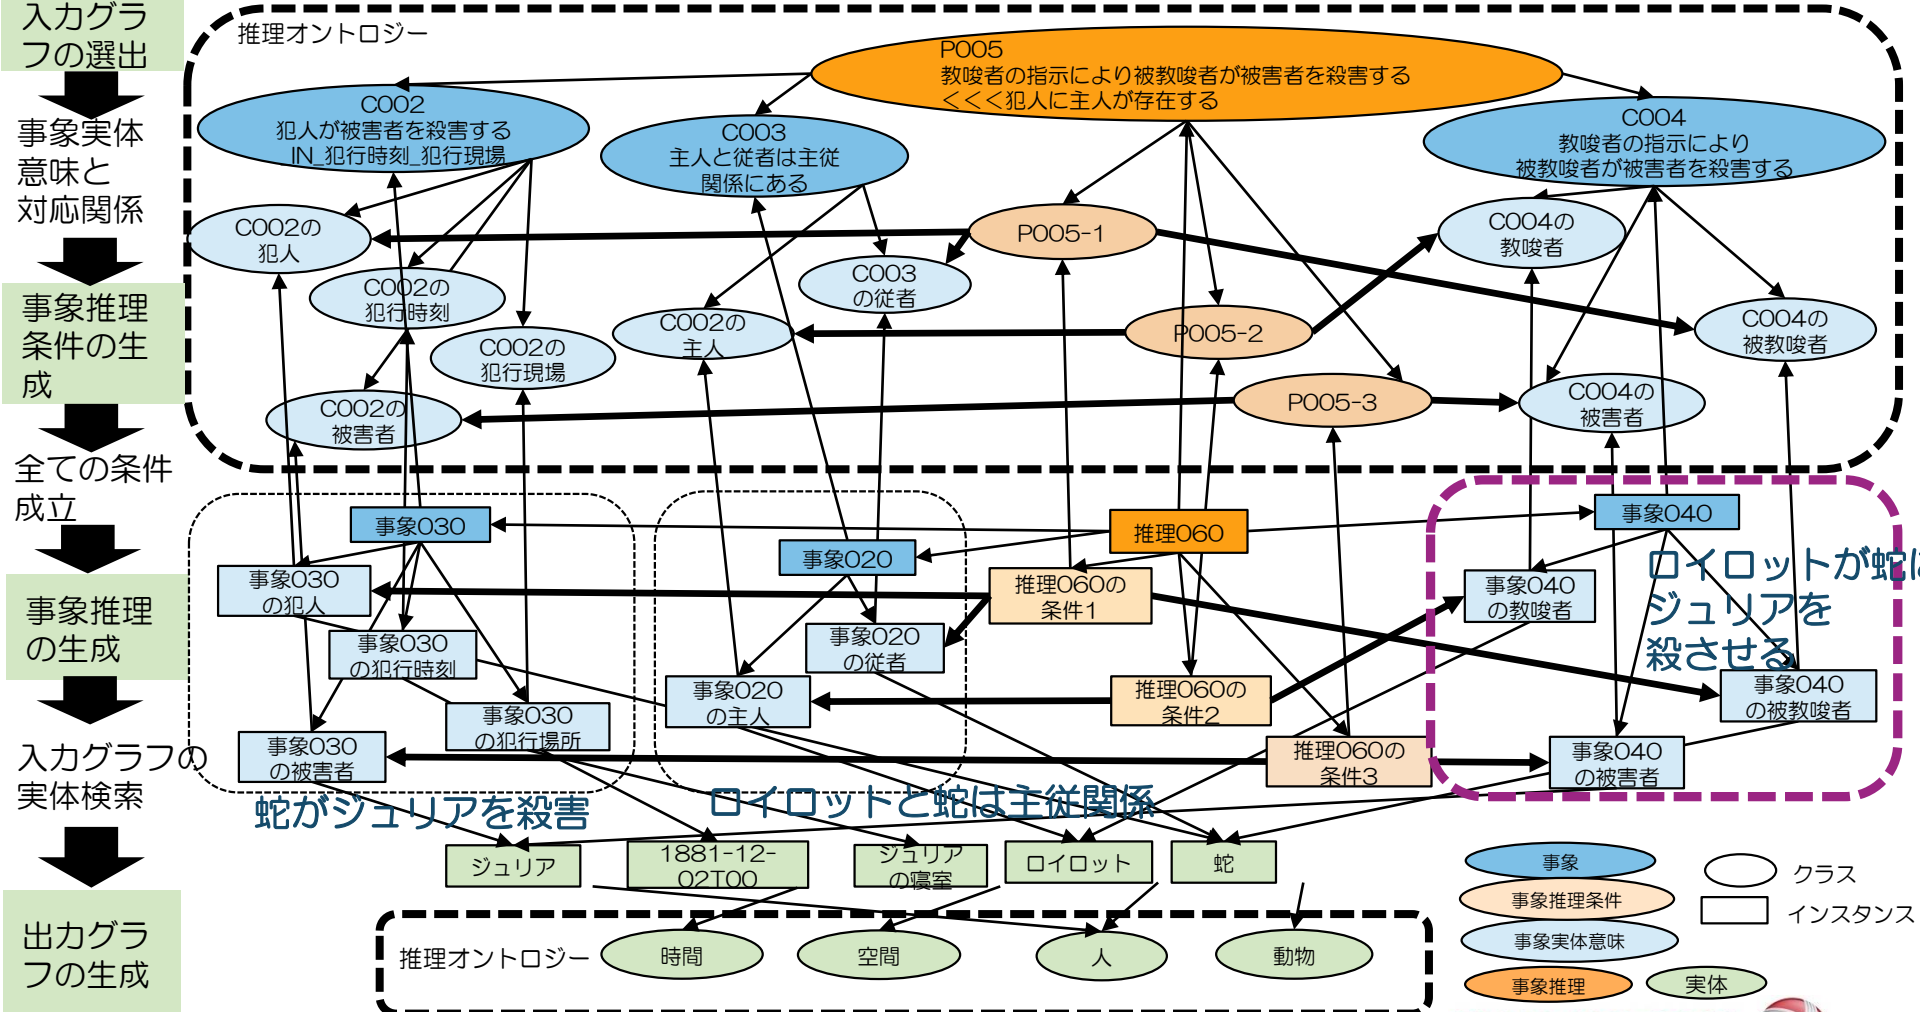 入力グラ
フの選出
事象実体
意味と
対応関係
事象推理
条件の生
成
全ての条件
成立
事象推理
の生成
入力グラフの
実体検索
出力グラ
フの生成
推理オントロジー
P005
教唆者の指示により被教唆者が被害者を殺害する
<<<犯人に主人が存在する
C002
犯人が被害者を殺害する
IN_犯行時刻_犯行現場
C003
主人と従者は主従
関係にある
C004
教唆者の指示により
被教唆者が被害者を殺害する
C002の
犯人
C002の
犯行時刻
C002の
犯行現場
C002の
被害者
C002の
主人
C003
の従者
P005-1
P005-2
P005-3
C004の
教唆者
C004の
被教唆者
C004の
被害者
事象030
事象030
の犯人
事象030
の犯行時刻
事象030
の犯行場所
事象030
の被害者
蛇がジュリアを殺害
事象020
事象020
の従者
事象020
の主人
ロイロットと蛇は主従関係
推理060
推理060の
条件1
推理060の
条件2
推理060の
条件3
事象040
事象040
の教唆者
ロイロットが蛇に
ジュリアを
殺させる
事象040
の被教唆者
事象040
の被害者
ジュリア
1881-12-
02T00
ジュリア
の寝室
ロイロット
蛇
推理オントロジー
時間
空間
人
動物
事象
事象推理条件
事象実体意味
事象推理
実体
クラス
インスタンス